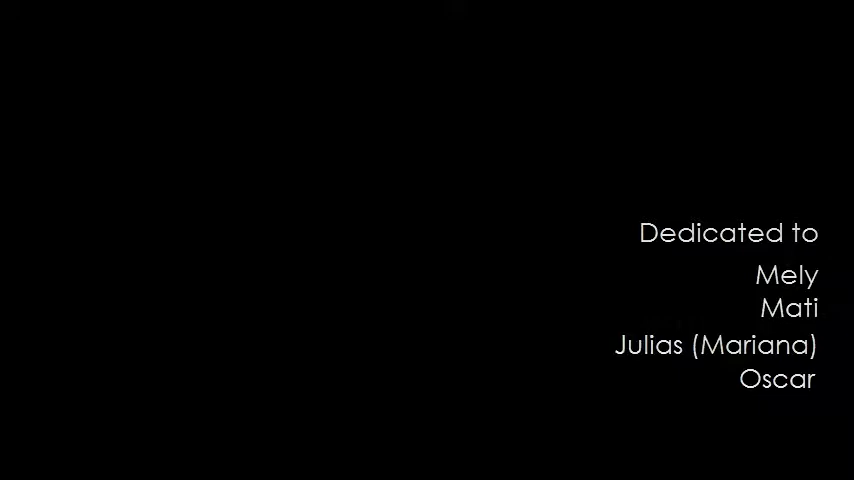 Dedicated to
Mely
Mati
Julias (Mariana)
Oscar